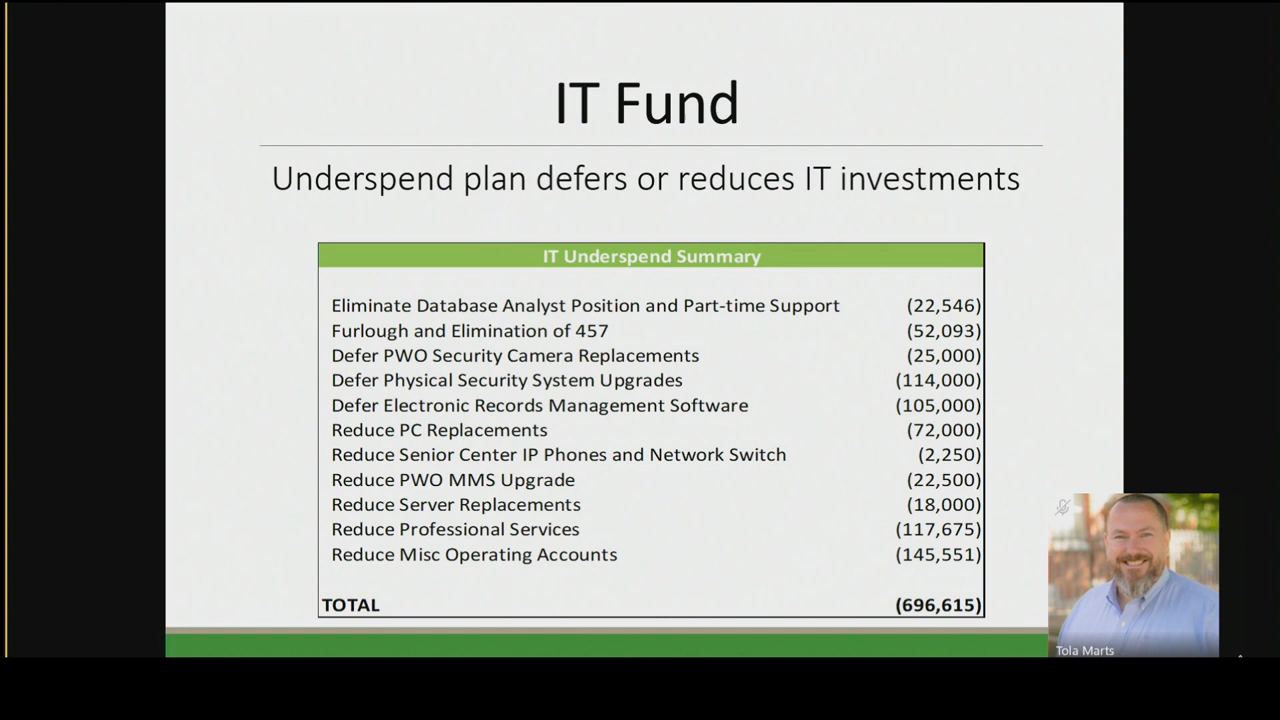 IT Fund
Underspend plan defers or reduces IT investments
IT Underspend Summary
Eliminate Database Analyst Position and Part-time Support (22,546)
Furlough and Elimination of 457 (52,093)
Defer PWO Security Camera Replacements (25,000)
Defer Physical Security System Upgrades (114,000)
Defer Electronic Records Management Software (105,000)
Reduce PC Replacements (72,000)
Reduce Senior Center IP Phones and Network Switch (2,250)
Reduce PWO MMS Upgrade (22,500)
Reduce Server Replacements (18,000)
Reduce Professional Services (117,675)
Reduce Misc Operating Accounts (145,551)
TOTAL (696,615)
Tola Marts